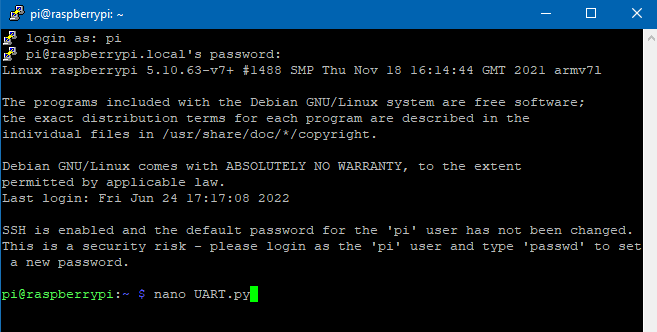 pi@raspberrypi: ~
login as: pi
pi@raspberrypi.local's password:
Linux raspberrypi 5.10.63-v7+ #1488 SMP Thu Nov 18 16:14:44 GMT 2021 armv7l
The programs included with the Debian GNU/Linux system are free software;
the exact distribution terms for each program are described in the
individual files in /usr/share/doc/*/copyright.
Debian GNU/Linux comes with ABSOLUTELY NO WARRANTY, to the extent
permitted by applicable law.
Last login: Fri Jun 24 17:17:08 2022
SSH is enabled and the default password for the 'pi' user has not been changed.
This is a security risk - please login as the 'pi' user and type 'passwd' to set
 a new password.
pi@raspberrypi:~ $ nano UART.py